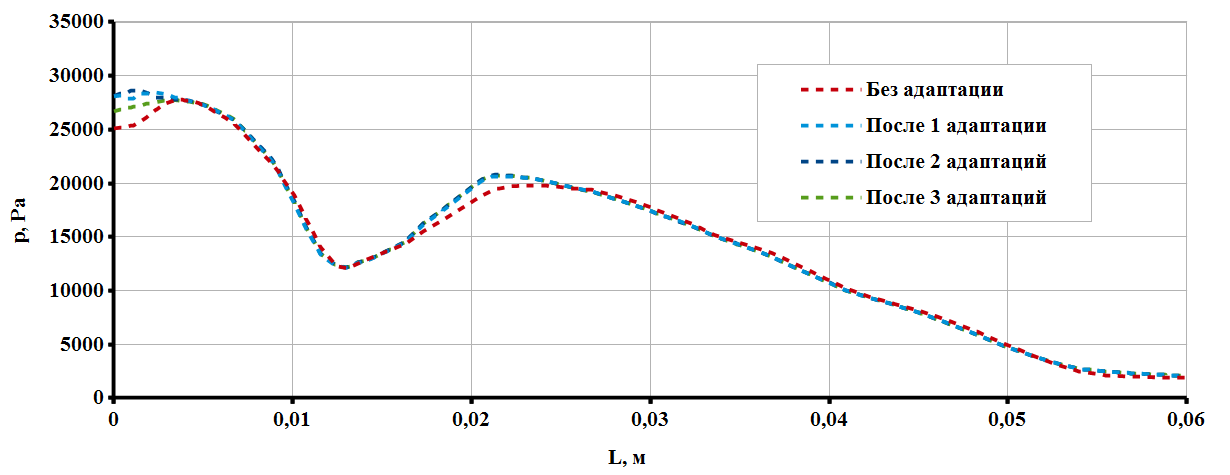 35000
30000
25000
20000
15000
10000
5000
0
p, Pa
Без адаптации
После 1 адаптации
После 2 адаптаций
После 3 адаптаций
0 0,01 0,02 0,03 0,04 0,05 0,06
L, м